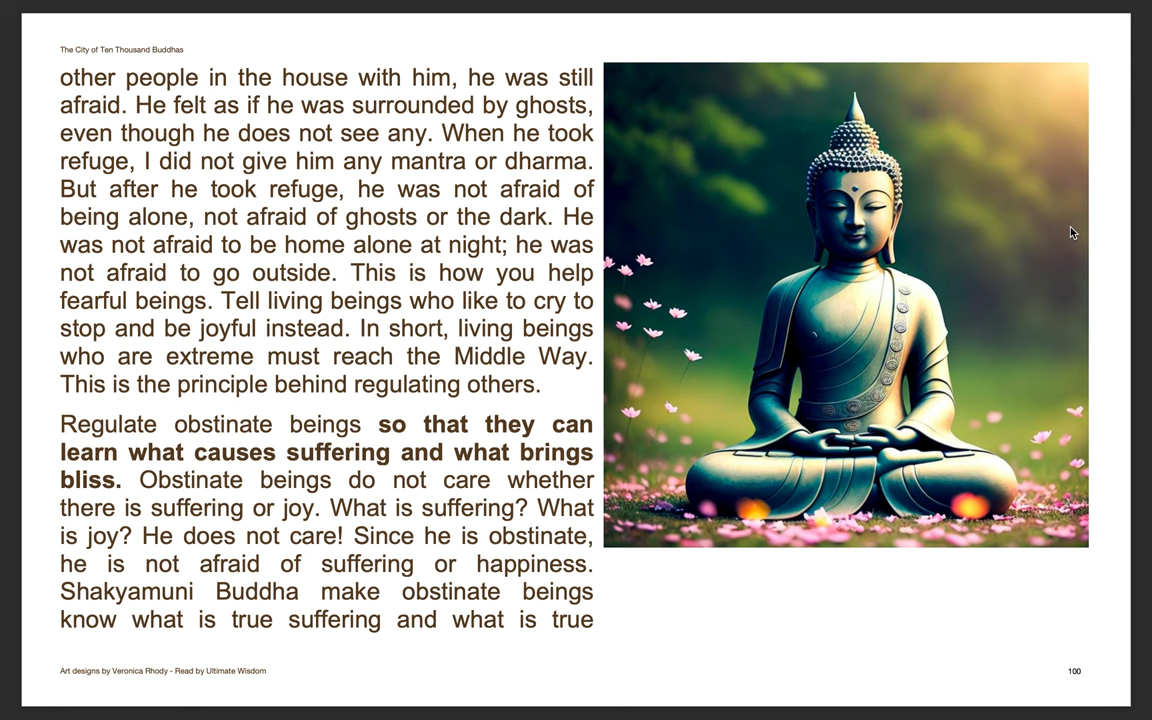 The City of Ten Thousand Buddhas
other people in the house with him, he was still
afraid. He felt as if he was surrounded by ghosts,
even though he does not see any. When he took
refuge, I did not give him any mantra or dharma.
But after he took refuge, he was not afraid of
being alone, not afraid of ghosts or the dark. He
was not afraid to be home alone at night; he was
not afraid to go outside. This is how you help
fearful beings. Tell living beings who like to cry to
stop and be joyful instead. In short, living beings
who are extreme must reach the Middle Way.
This is the principle behind regulating others.
Regulate obstinate beings so that they can
learn what causes suffering and what brings
bliss. Obstinate beings do not care whether
there is suffering or joy. What is suffering? What
is joy? He does not care! Since he is obstinate,
he is not afraid of suffering or happiness.
Shakyamuni Buddha make obstinate beings
know what is true suffering and what is true
Art designs by Veronica Rhody - Read by Ultimate Wisdom
100